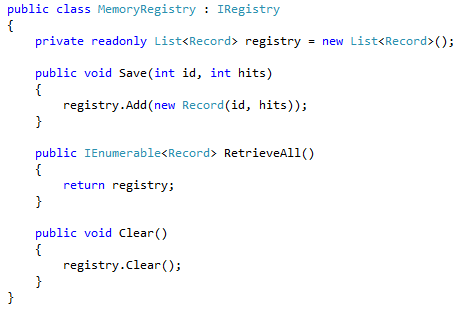 public class MemoryRegistry : IRegistry
{
    private readonly List<Record> registry = new List<Record>();

    public void Save(int id, int hits)
    {
        registry.Add(new Record(id, hits));
    }

    public IEnumerable<Record> RetrieveAll()
    {
        return registry;
    }

    public void Clear()
    {
        registry.Clear();
    }
}